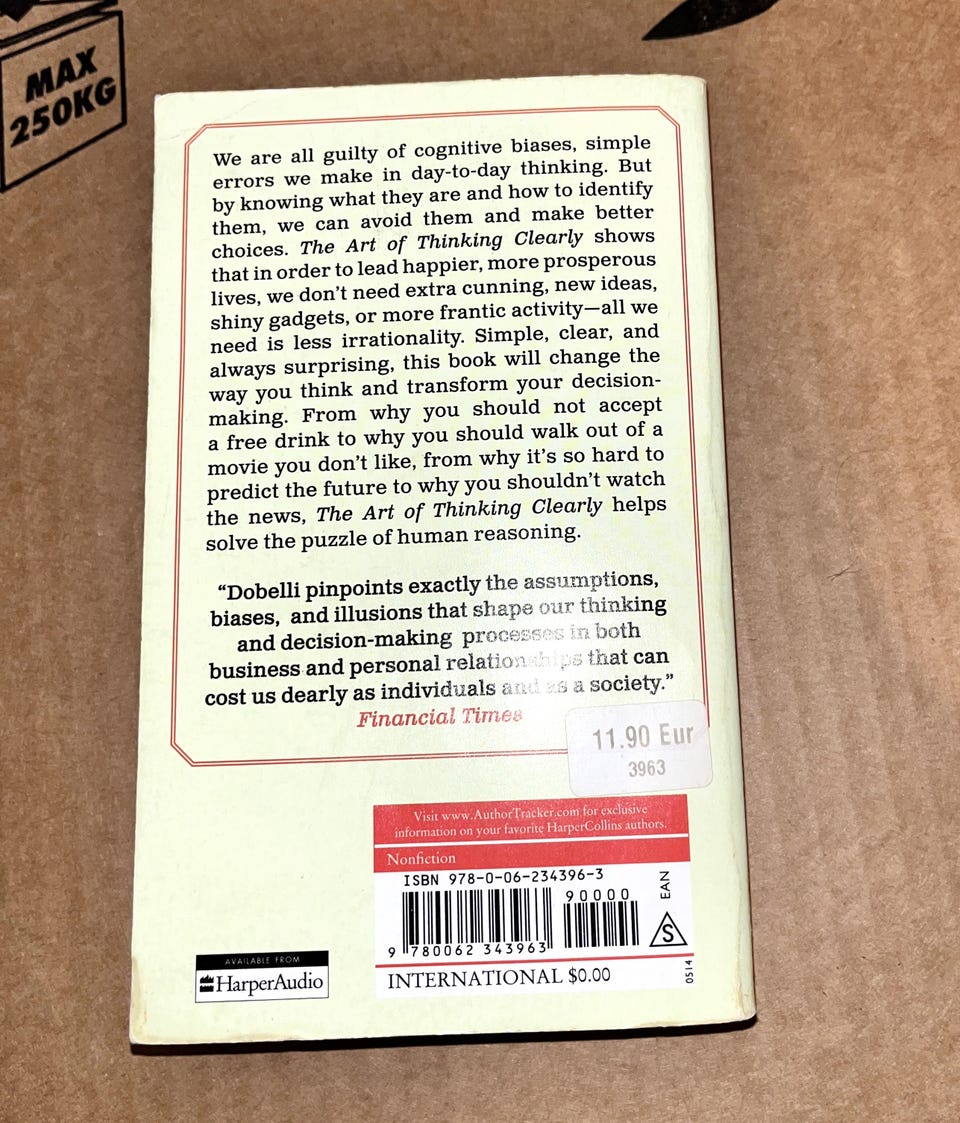 MAX
250KG
We are all guilty of cognitive biases, simple
errors we make in day-to-day thinking. But
by knowing what they are and how to identify
them, we can avoid them and make better
choices. The Art of Thinking Clearly shows
that in order to lead happier, more prosperous
lives, we don't need extra cunning, new ideas,
shiny gadgets, or more frantic activity—all we
need is less irrationality. Simple, clear, and
always surprising, this book will change the
way you think and transform your decision-
making. From why you should not accept
a free drink to why you should walk out of a
movie you don't like, from why it's so hard to
predict the future to why you shouldn't watch
the news, The Art of Thinking Clearly helps
solve the puzzle of human reasoning.
“Dobelli pinpoints exactly the assumptions,
biases, and illusions that shape our thinking
and decision-making processes in both
business and personal relationships that can
cost us dearly as individuals and as a society.”
Financial Times
11.90 Eur
3963
Visit www.AuthorTracker.com for exclusive
information on your favorite HarperCollins authors.
Nonfiction
ISBN 978-0-06-234396-3
90000
EAN
S
9 780062 343963
INTERNATIONAL $0.00
0514
AVAILABLE FROM
HarperAudio